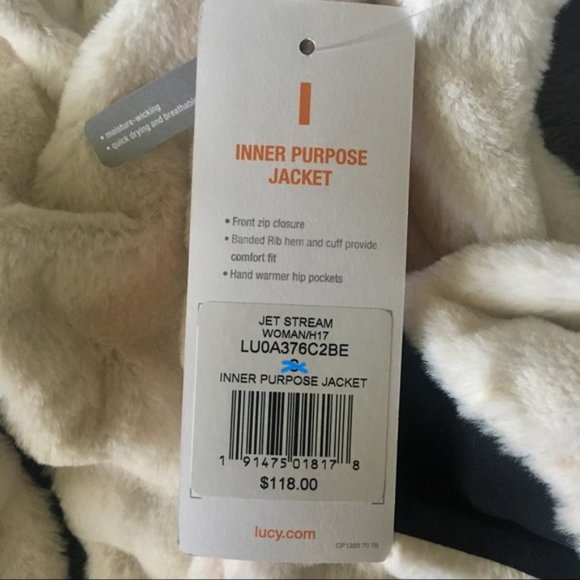 • moisture-wicking
• quick drying and breathable
I
INNER PURPOSE
JACKET
• Front zip closure
• Banded Rib hem and cuff provide
comfort fit
• Hand warmer hip pockets
JET STREAM
WOMAN/H17
LU0A376C2BE
INNER PURPOSE JACKET
1 91475 01817 8
$118.00
lucy.com